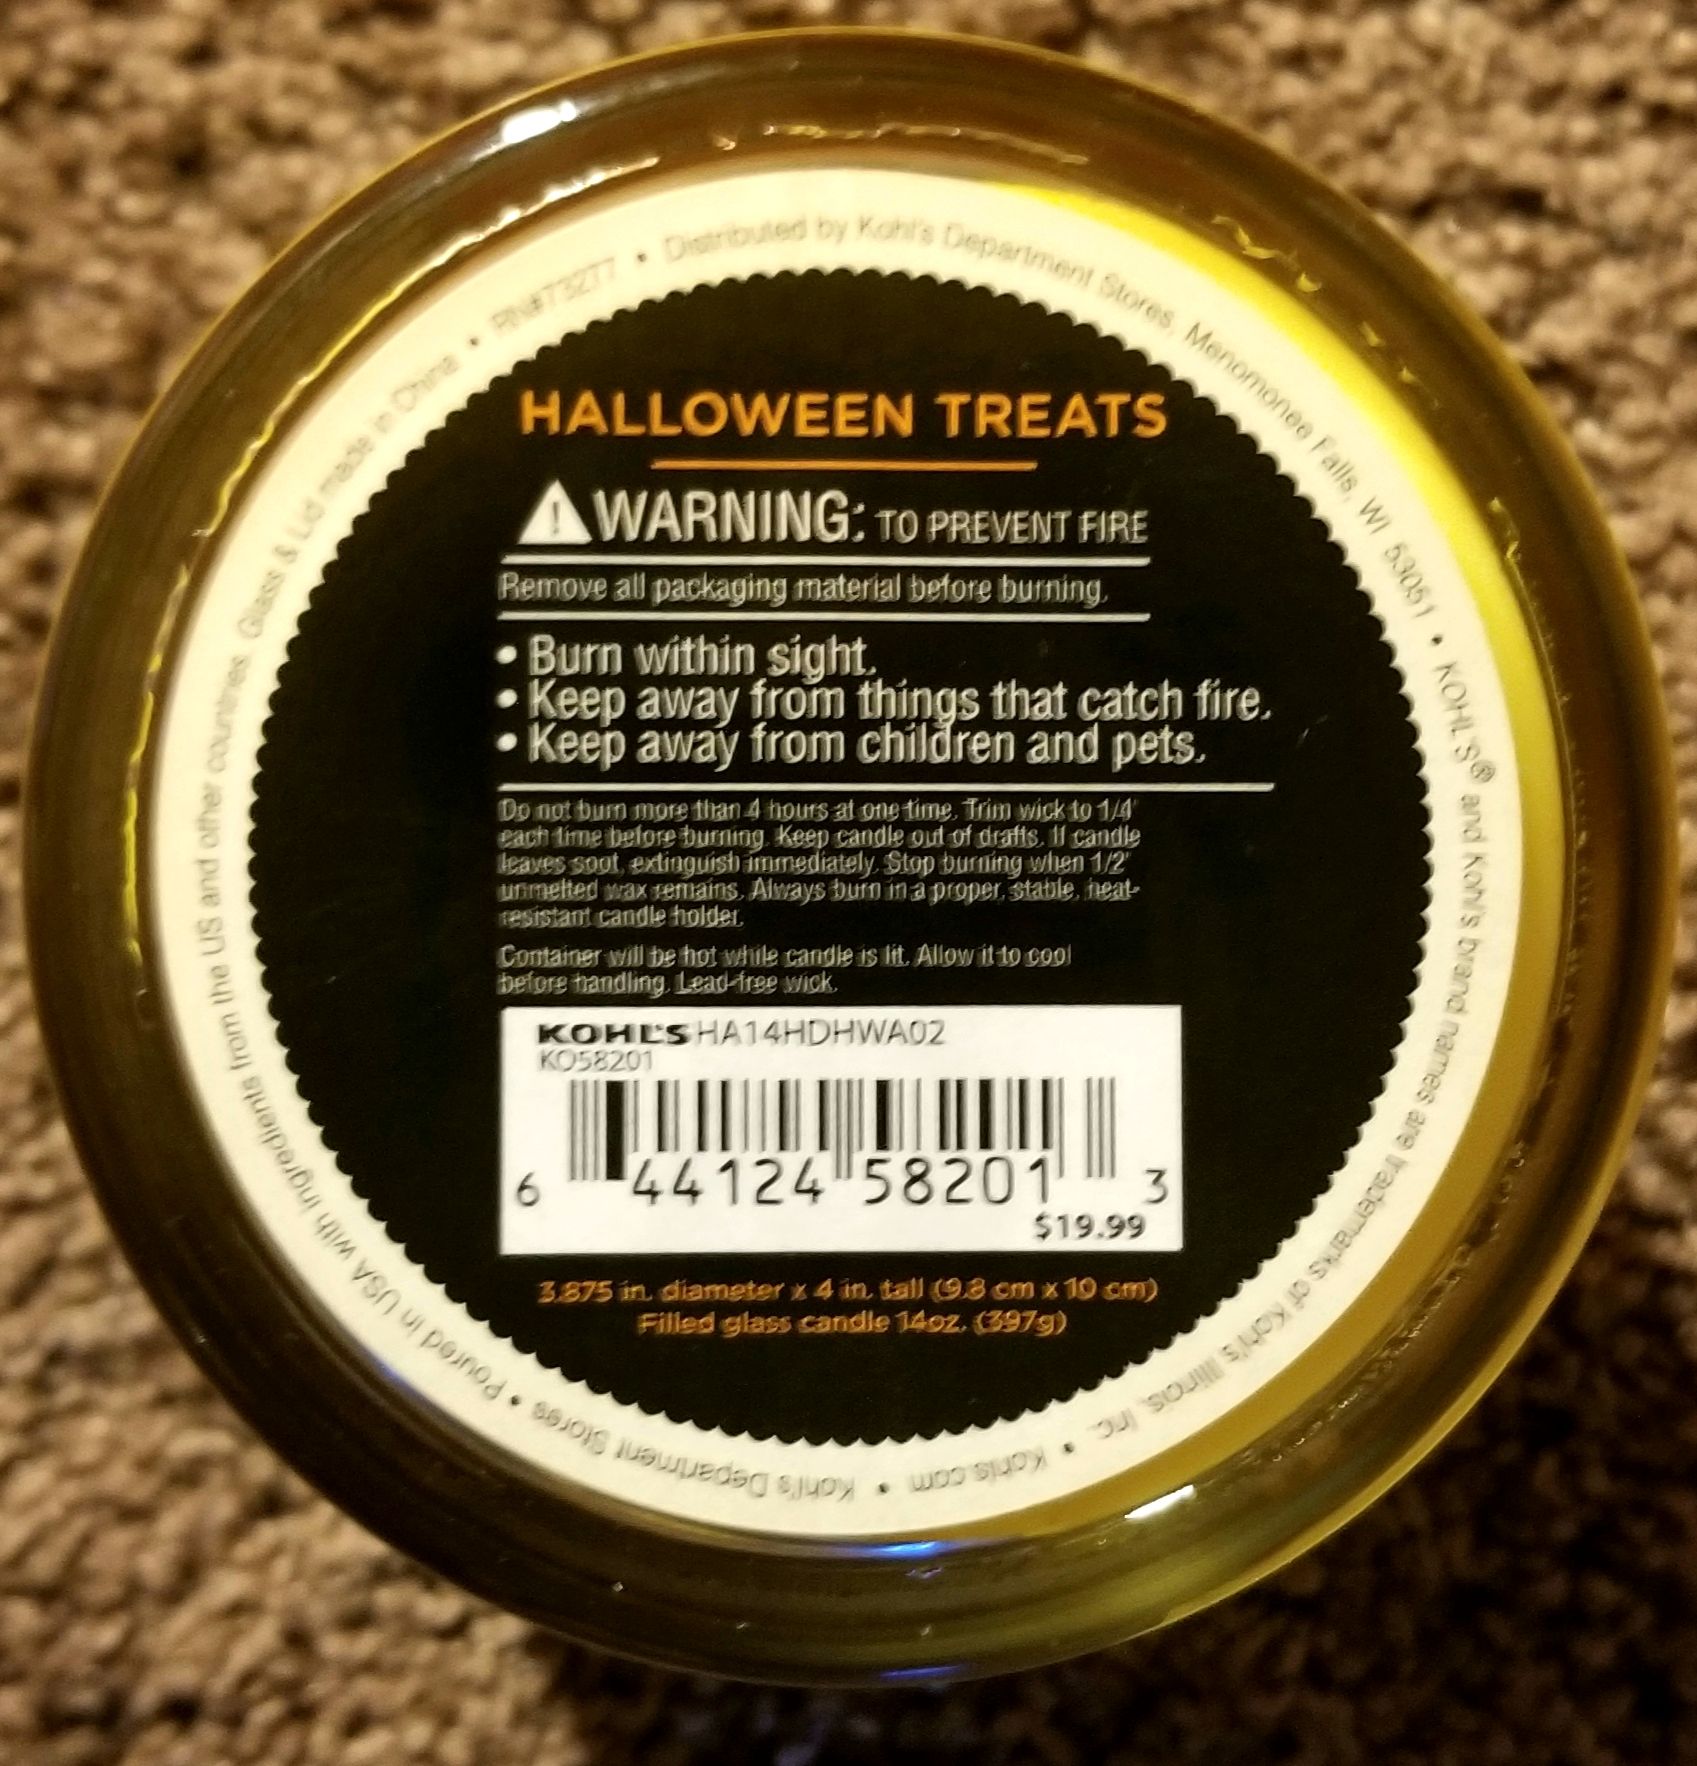 HALLOWEEN TREATS
WARNING: TO PREVENT FIRE
Remove all packaging material before burning.
• Burn within sight.
• Keep away from things that catch fire.
• Keep away from children and pets.
Do not burn more than 4 hours at one time. Trim wick to 1/4"
each time before burning. Keep candle out of drafts. If candle
leaves soot, extinguish immediately. Stop burning when 1/2"
unmelted wax remains. Always burn in a proper, stable, heat-
resistant candle holder.
Container will be hot while candle is lit. Allow it to cool
before handling. Lead-free wick.
KOHL'S HA14HDHWA02
KO58201
6 44124 58201 3
$19.99
3.875 in. diameter x 4 in. tall (9.8 cm x 10 cm)
Filled glass candle 14oz. (397g)
• Distributed by Kohl's Department Stores, Menomonee Falls, WI 53051 • KOHL'S® and Kohl's brand names are trademarks of Kohl's Illinois, Inc. • Kohls.com • Kohl's Department Stores • Poured in USA with ingredients from the US and other countries. Glass & Lid made in China • RN#73277